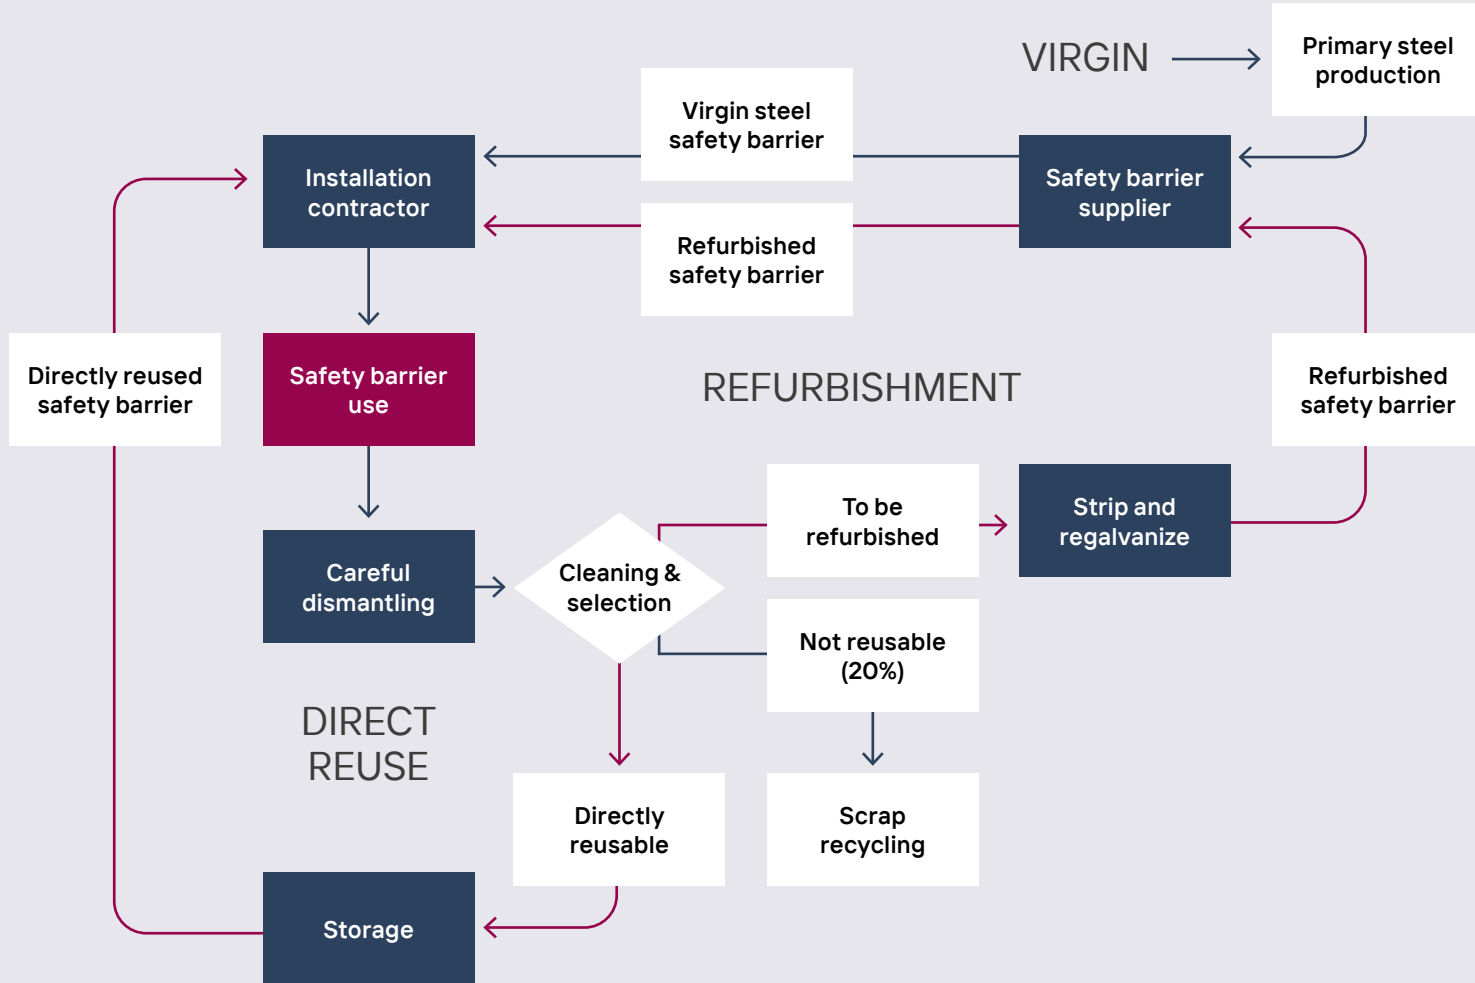 VIRGIN
Primary steel
production
Virgin steel
safety barrier
Installation
contractor
Safety barrier
supplier
Refurbished
safety barrier
Directly reused
safety barrier
Safety barrier
use
REFURBISHMENT
Refurbished
safety barrier
To be
refurbished
Strip and
regalvanize
Careful
dismantling
Cleaning &
selection
Not reusable
(20%)
DIRECT
REUSE
Directly
reusable
Scrap
recycling
Storage